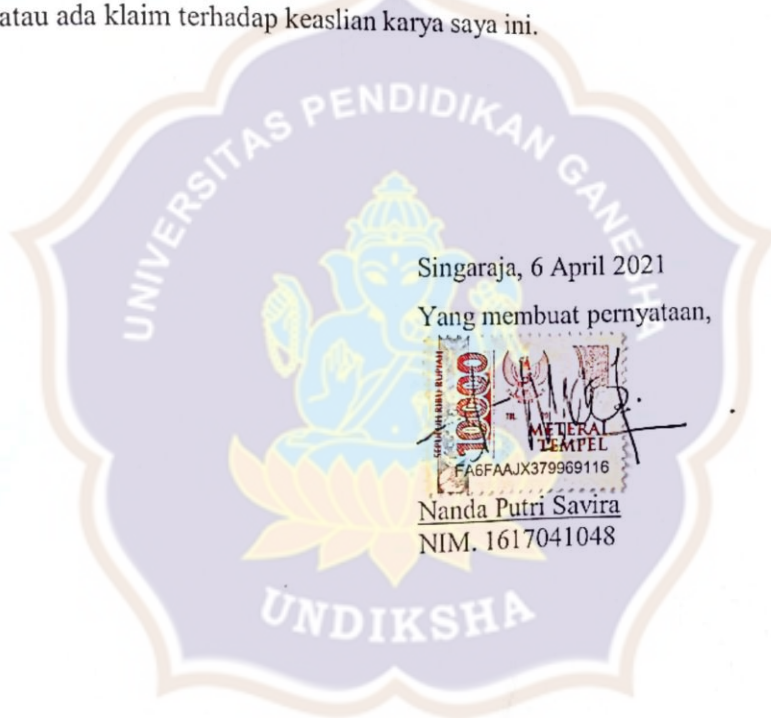 atau ada klaim terhadap keaslian karya saya ini.
UNIVERSITAS PENDIDIKAN GANESHA
Singaraja, 6 April 2021
Yang membuat pernyataan,
SEPULUH RIBU RUPIAH
10000
TGL.
METERAI
TEMPEL
FA6FAAJX379969116
Nanda Putri Savira
NIM. 1617041048
UNDIKSHA